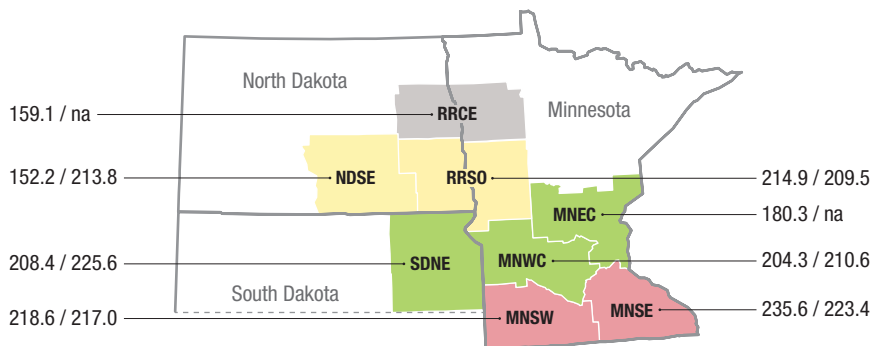 North Dakota
Minnesota
159.1 / na
RRCE
152.2 / 213.8
NDSE
RRSO
214.9 / 209.5
MNEC
180.3 / na
208.4 / 225.6
SDNE
MNWC
204.3 / 210.6
South Dakota
218.6 / 217.0
MNSW
MNSE
235.6 / 223.4